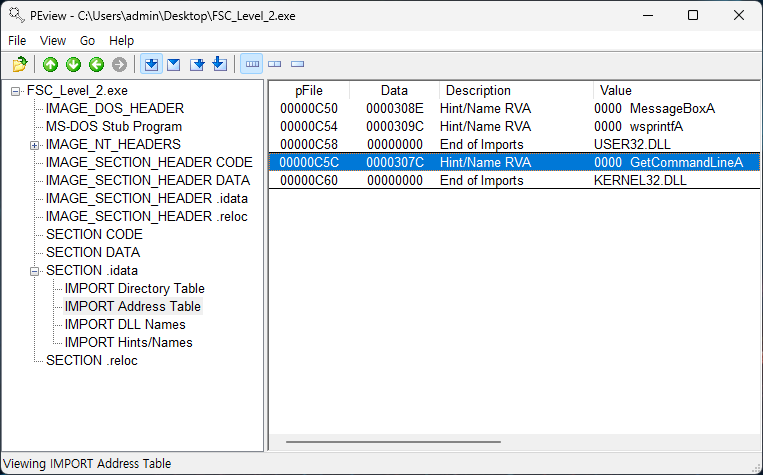 PEview - C:\Users\admin\Desktop\FSC_Level_2.exe
File View Go Help
FSC_Level_2.exe
IMAGE_DOS_HEADER
MS-DOS Stub Program
IMAGE_NT_HEADERS
IMAGE_SECTION_HEADER CODE
IMAGE_SECTION_HEADER DATA
IMAGE_SECTION_HEADER .idata
IMAGE_SECTION_HEADER .reloc
SECTION CODE
SECTION DATA
SECTION .idata
IMPORT Directory Table
IMPORT Address Table
IMPORT DLL Names
IMPORT Hints/Names
SECTION .reloc
pFile Data Description Value
00000C50 0000308E Hint/Name RVA 0000 MessageBoxA
00000C54 0000309C Hint/Name RVA 0000 wsprintfA
00000C58 00000000 End of Imports USER32.DLL
00000C5C 0000307C Hint/Name RVA 0000 GetCommandLineA
00000C60 00000000 End of Imports KERNEL32.DLL
Viewing IMPORT Address Table